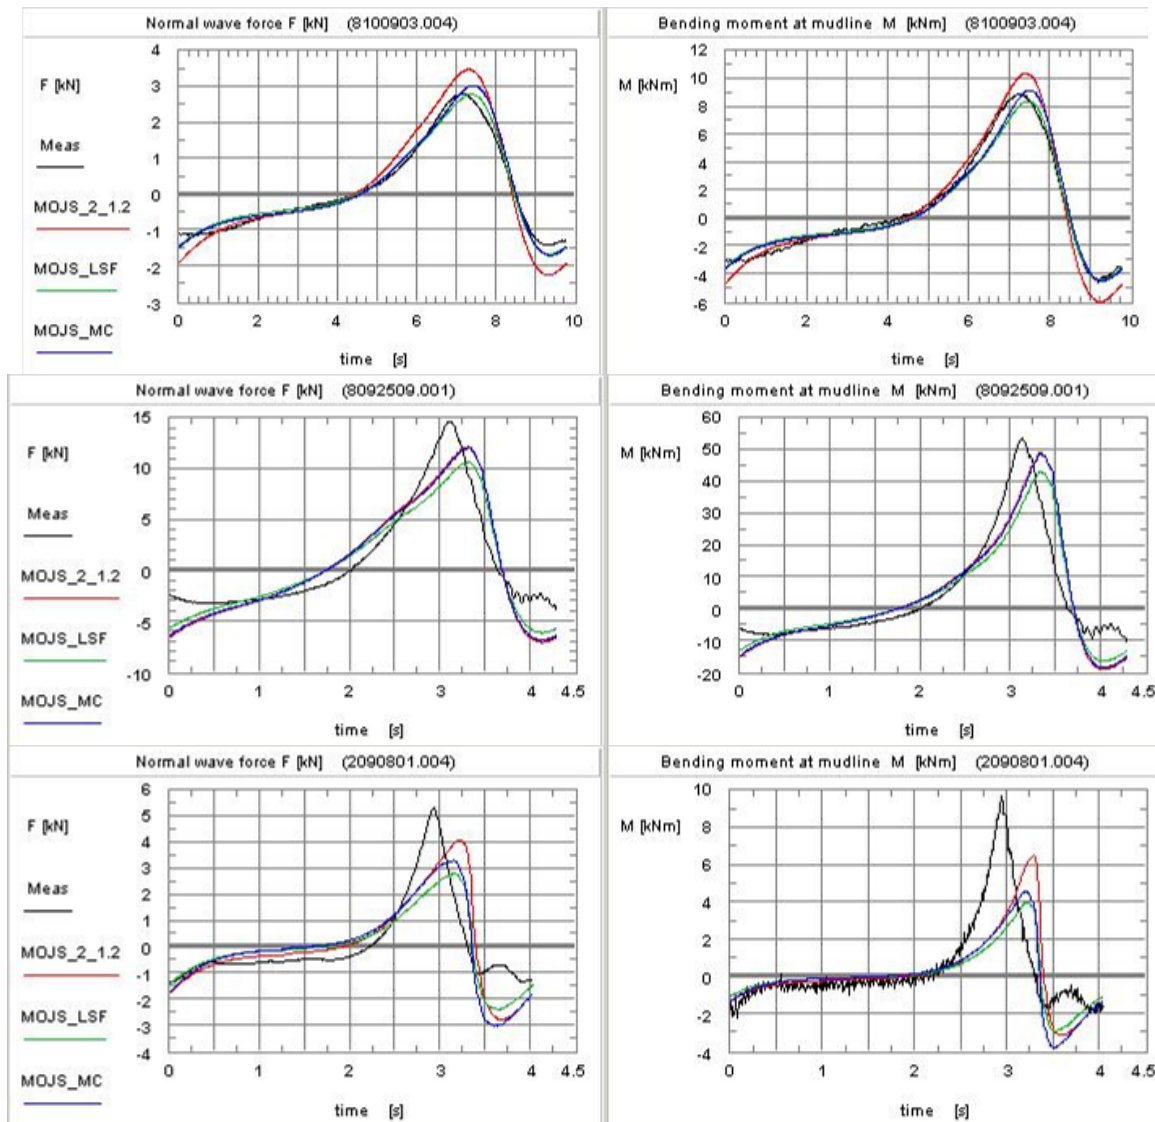 Normal wave force F [kN] (8100903.004)
F [kN]
Meas
MOJS_2_1.2
MOJS_LSF
MOJS_MC
4
3
2
1
0
-1
-2
-3
0 2 4 6 8 10
time [s]
Bending moment at mudline M [kNm] (8100903.004)
M [kNm]
12
10
8
6
4
2
0
-2
-4
-6
0 2 4 6 8 10
time [s]
Normal wave force F [kN] (8092509.001)
F [kN]
Meas
MOJS_2_1.2
MOJS_LSF
MOJS_MC
15
10
5
0
-5
-10
0 1 2 3 4 4.5
time [s]
Bending moment at mudline M [kNm] (8092509.001)
M [kNm]
60
50
40
30
20
10
0
-10
-20
0 1 2 3 4 4.5
time [s]
Normal wave force F [kN] (2090801.004)
F [kN]
Meas
MOJS_2_1.2
MOJS_LSF
MOJS_MC
6
5
4
3
2
1
0
-1
-2
-3
-4
0 1 2 3 4 4.5
time [s]
Bending moment at mudline M [kNm] (2090801.004)
M [kNm]
10
8
6
4
2
0
-2
-4
0 1 2 3 4 4.5
time [s]